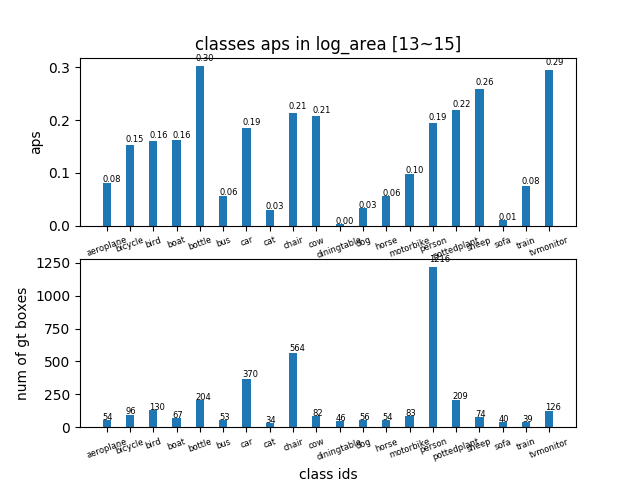 classes aps in log_area [13~15]
aps
0.3
0.2
0.1
0.0
0.08 0.15 0.16 0.16 0.30 0.06 0.19 0.03 0.21 0.21 0.00 0.03 0.06 0.10 0.19 0.22 0.26 0.01 0.08 0.29
aeroplane bicycle bird boat bottle bus car cat chair cow diningtable dog horse motorbike person pottedplant sheep sofa train tvmonitor
num of gt boxes
1250
1000
750
500
250
0
54 96 130 67 204 53 370 34 564 82 46 56 54 83 1216 209 74 40 39 126
aeroplane bicycle bird boat bottle bus car cat chair cow diningtable dog horse motorbike person pottedplant sheep sofa train tvmonitor
class ids